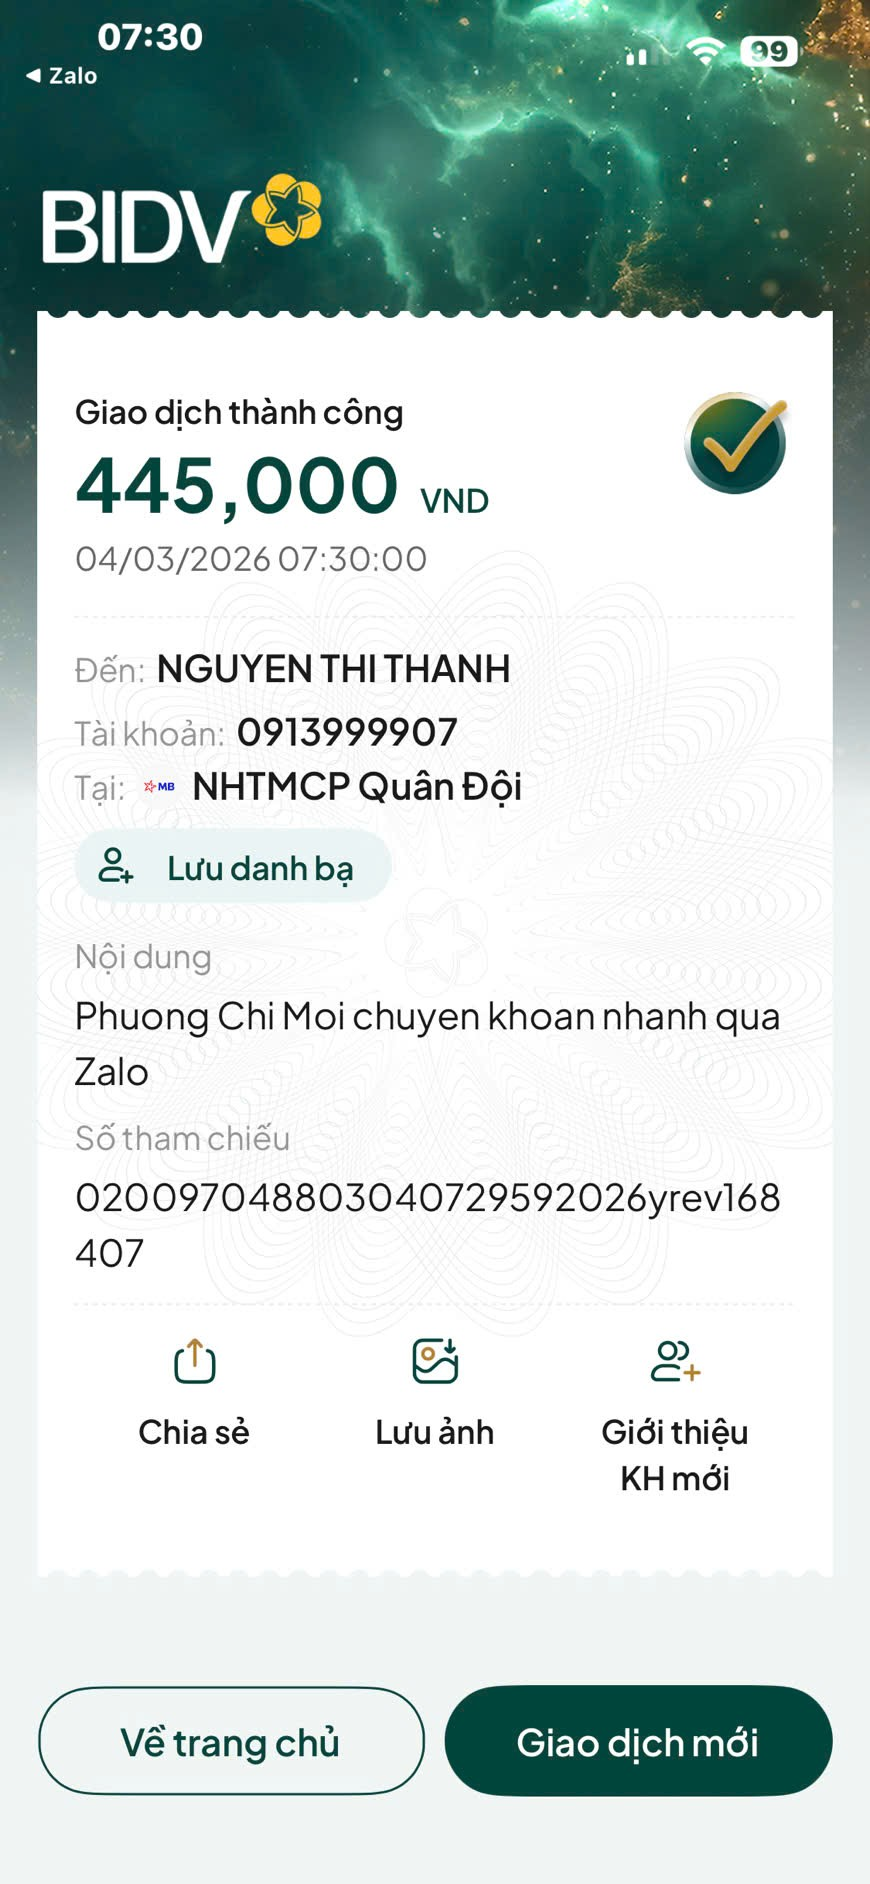 07:30
99
◀ Zalo
BIDV
Giao dịch thành công
445,000 VND
04/03/2026 07:30:00
Đến: NGUYEN THI THANH
Tài khoản: 0913999907
Tại: MB NHTMCP Quân Đội
Lưu danh bạ
Nội dung
Phuong Chi Moi chuyen khoan nhanh qua
Zalo
Số tham chiếu
020097048803040729592026yrev168
407
Chia sẻ
Lưu ảnh
Giới thiệu
KH mới
Về trang chủ
Giao dịch mới